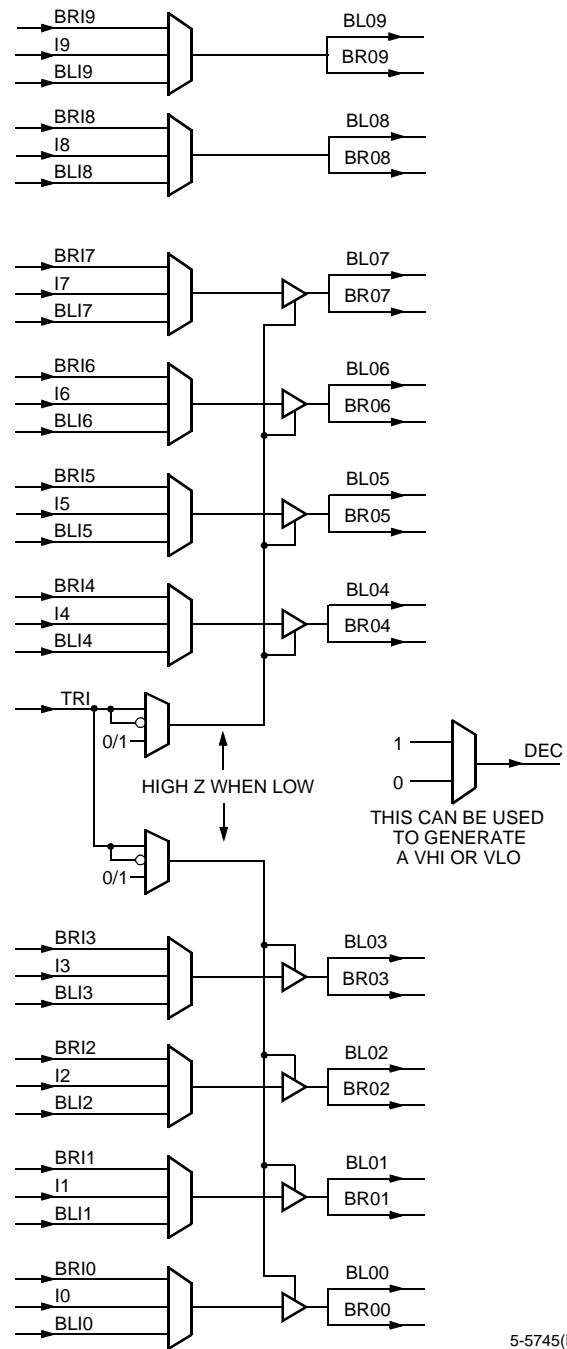 BRI9
I9
BLI9
BL09
BR09
BRI8
I8
BLI8
BL08
BR08
BRI7
I7
BLI7
BL07
BR07
BRI6
I6
BLI6
BL06
BR06
BRI5
I5
BLI5
BL05
BR05
BRI4
I4
BLI4
BL04
BR04
TRI
0/1
HIGH Z WHEN LOW
0/1
1
0
DEC
THIS CAN BE USED
TO GENERATE
A VHI OR VLO
BRI3
I3
BLI3
BL03
BR03
BRI2
I2
BLI2
BL02
BR02
BRI1
I1
BLI1
BL01
BR01
BRI0
I0
BLI0
BL00
BR00
5-5745(